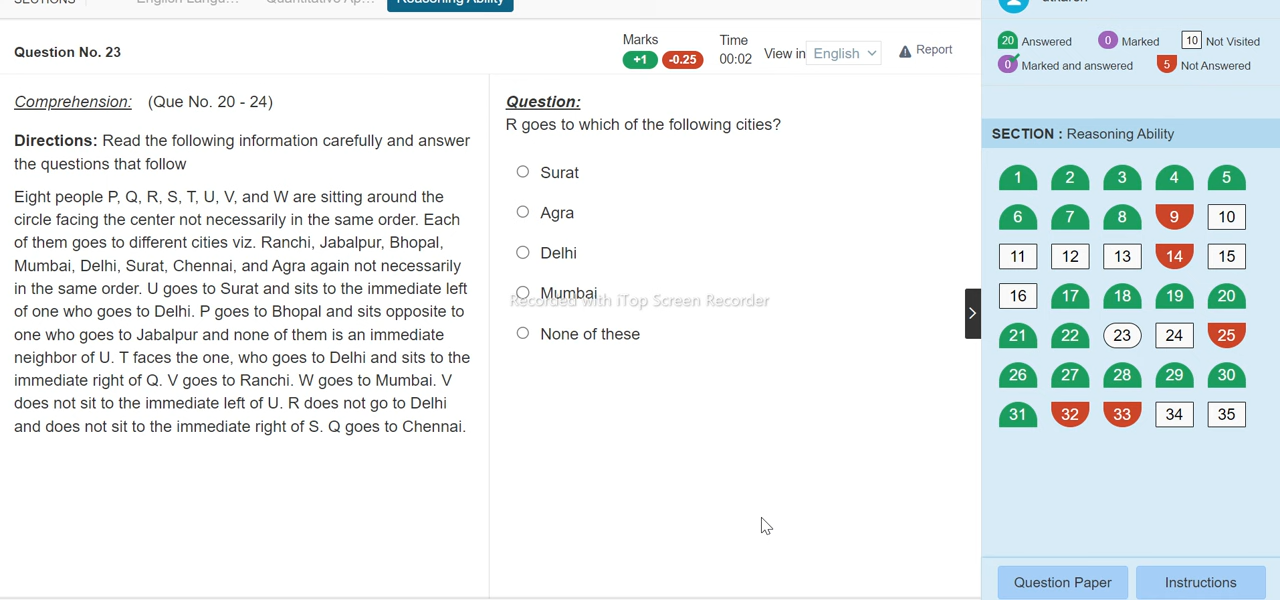 SECTIONS
English Langu...
Quantitative Ap...
Reasoning Ability
Question No. 23
Marks
+1 -0.25
Time
00:02
View in English
Report
Comprehension: (Que No. 20 - 24)
Directions: Read the following information carefully and answer
the questions that follow
Eight people P, Q, R, S, T, U, V, and W are sitting around the
circle facing the center not necessarily in the same order. Each
of them goes to different cities viz. Ranchi, Jabalpur, Bhopal,
Mumbai, Delhi, Surat, Chennai, and Agra again not necessarily
in the same order. U goes to Surat and sits to the immediate left
of one who goes to Delhi. P goes to Bhopal and sits opposite to
one who goes to Jabalpur and none of them is an immediate
neighbor of U. T faces the one, who goes to Delhi and sits to the
immediate right of Q. V goes to Ranchi. W goes to Mumbai. V
does not sit to the immediate left of U. R does not go to Delhi
and does not sit to the immediate right of S. Q goes to Chennai.
Question:
R goes to which of the following cities?
Surat
Agra
Delhi
Mumbai
Recorded with iTop Screen Recorder
None of these
20 Answered 0 Marked 10 Not Visited
0 Marked and answered 5 Not Answered
SECTION : Reasoning Ability
1 2 3 4 5
6 7 8 9 10
11 12 13 14 15
16 17 18 19 20
21 22 23 24 25
26 27 28 29 30
31 32 33 34 35
Question Paper Instructions